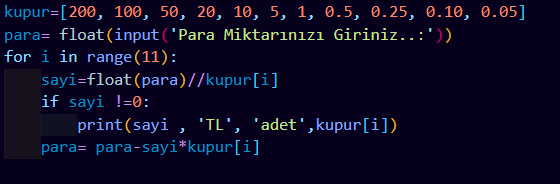 kupur=[200, 100, 50, 20, 10, 5, 1, 0.5, 0.25, 0.10, 0.05]
para= float(input('Para Miktarınızı Giriniz..:'))
for i in range(11):
    sayi=float(para)//kupur[i]
    if sayi !=0:
        print(sayi , 'TL', 'adet',kupur[i])
    para= para-sayi*kupur[i]